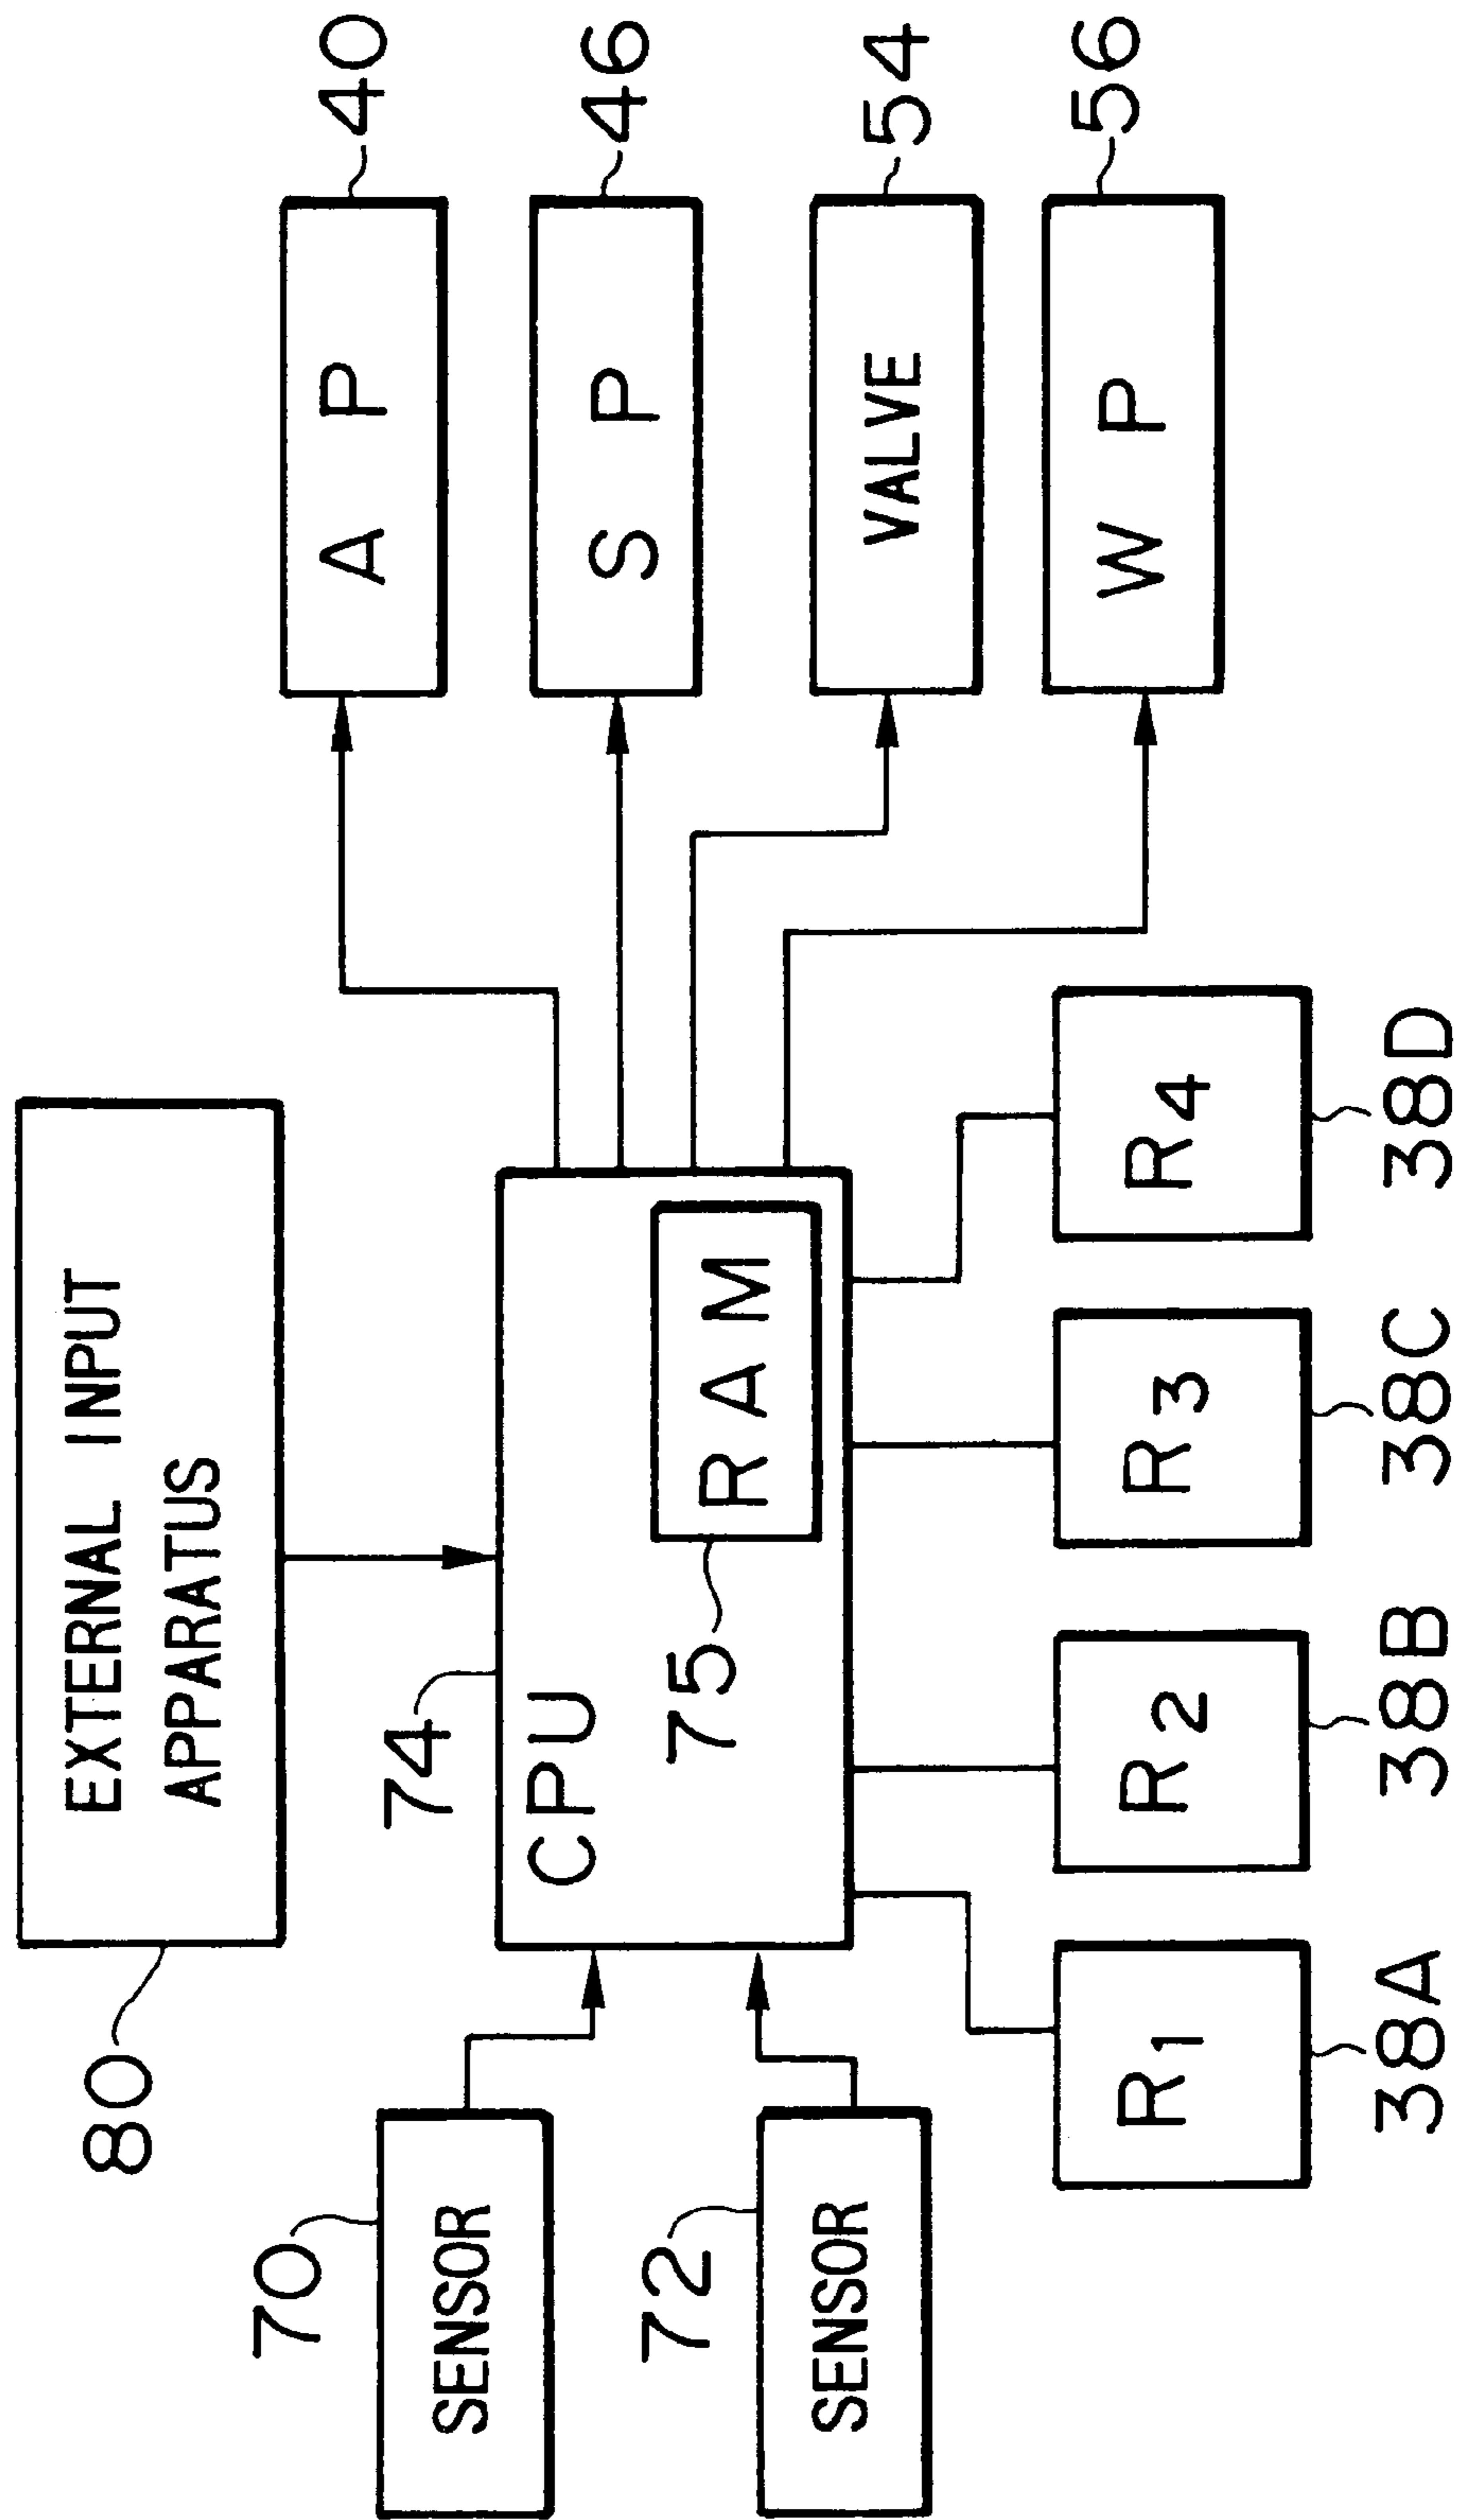 80
EXTERNAL INPUT
APPARATUS
70
SENSOR
72
SENSOR
74
CPU
75
RAM
A P
40
S P
46
VALVE
54
W P
56
R1
38A
R2
38B
R3
38C
R4
38D